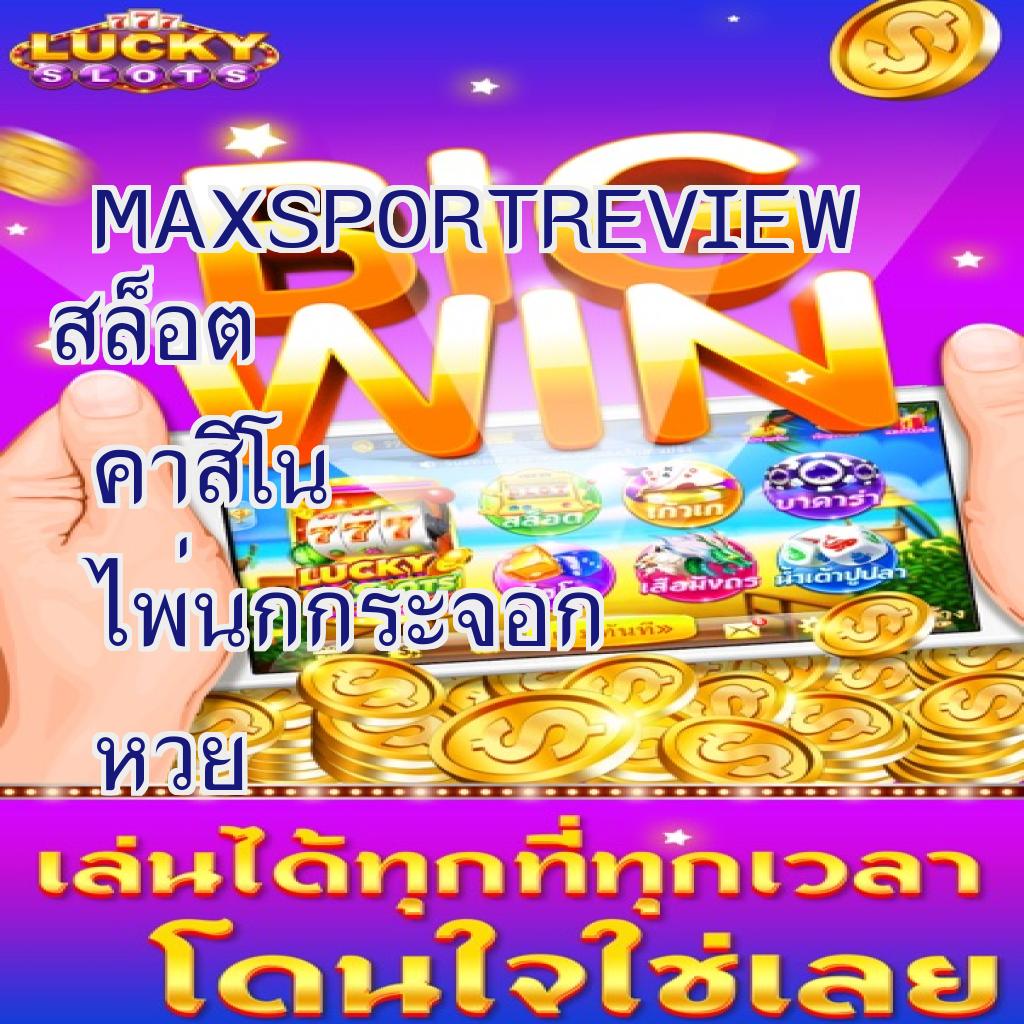 777
LUCKY
SLOTS
BIG
WIN
MAXSPORTREVIEW
สล็อต
คาสิโน
ไพ่นกกระจอก
หวย
777
LUCKY
SLOTS
สล็อต
เก้าเก
บาคาร่า
เสือมังกร
น้ำเต้าปูปลา
เล่นได้ทุกที่ทุกเวลา
โดนใจใช่เลย